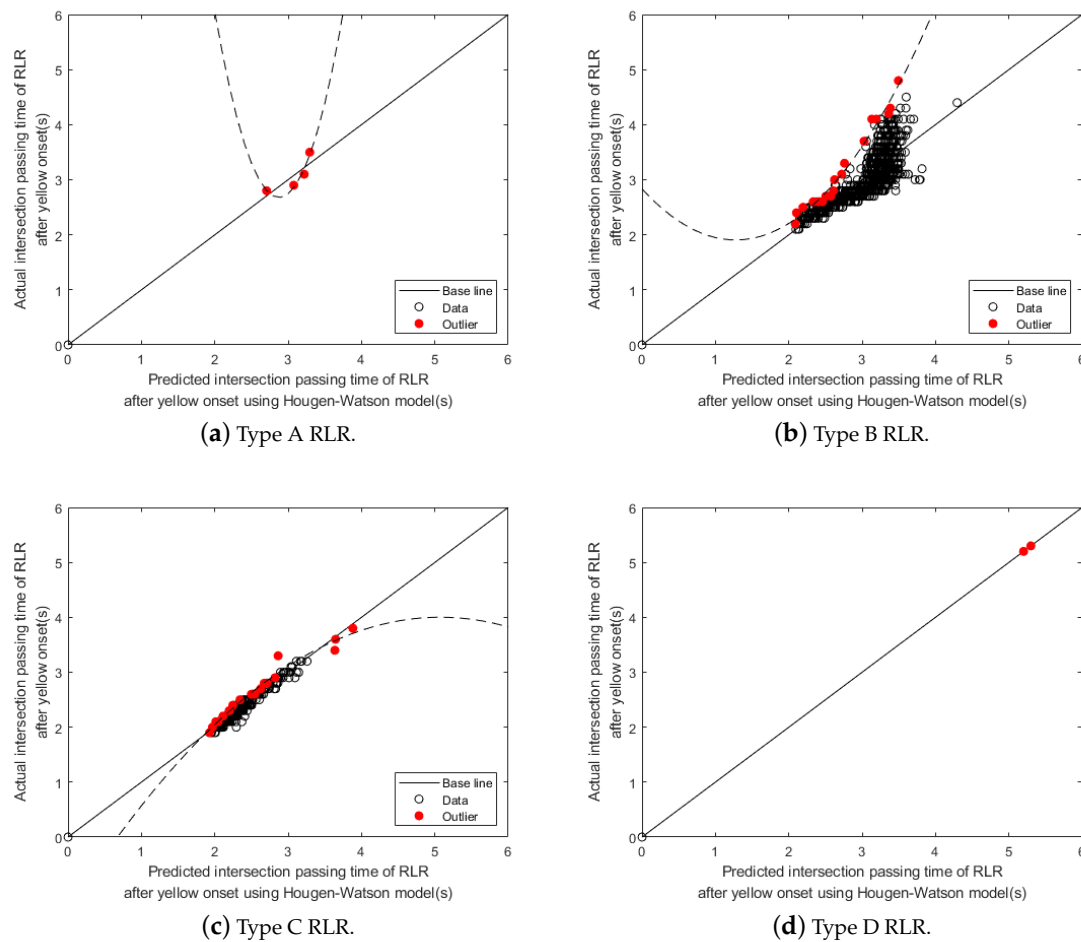 6
5
4
3
2
1
0
0 1 2 3 4 5 6
Actual intersection passing time of RLR
after yellow onset(s)
Base line
Data
Outlier
Predicted intersection passing time of RLR
after yellow onset using Hougen-Watson model(s)
(a) Type A RLR.
6
5
4
3
2
1
0
0 1 2 3 4 5 6
Actual intersection passing time of RLR
after yellow onset(s)
Base line
Data
Outlier
Predicted intersection passing time of RLR
after yellow onset using Hougen-Watson model(s)
(b) Type B RLR.
6
5
4
3
2
1
0
0 1 2 3 4 5 6
Actual intersection passing time of RLR
after yellow onset(s)
Base line
Data
Outlier
Predicted intersection passing time of RLR
after yellow onset using Hougen-Watson model(s)
(c) Type C RLR.
6
5
4
3
2
1
0
0 1 2 3 4 5 6
Actual intersection passing time of RLR
after yellow onset(s)
Predicted intersection passing time of RLR
after yellow onset using Hougen-Watson model(s)
(d) Type D RLR.